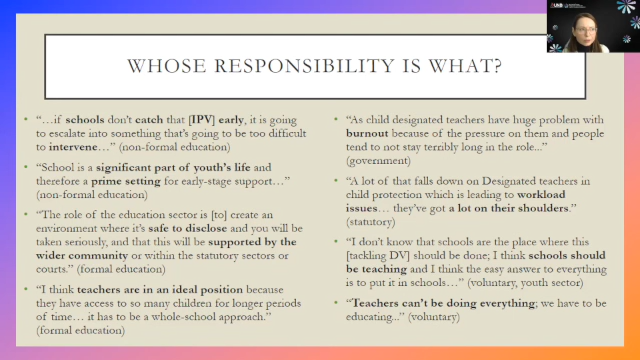 UNB
WHOSE RESPONSIBILITY IS WHAT?
“…if schools don’t catch that [IPV] early, it is going
to escalate into something that’s going to be too difficult
to intervene…” (non-formal education)
“School is a significant part of youth’s life and
therefore a prime setting for early-stage support…”
(non-formal education)
“The role of the education sector is [to] create an
environment where it’s safe to disclose and you will be
taken seriously, and that this will be supported by the
wider community or within the statutory sectors or
courts.” (formal education)
“I think teachers are in an ideal position because
they have access to so many children for longer periods
of time… it has to be a whole-school approach.”
(formal education)
“As child designated teachers have huge problem with
burnout because of the pressure on them and people
tend to not stay terribly long in the role...”
(government)
“A lot of that falls down on Designated teachers in
child protection which is leading to workload
issues… they’ve got a lot on their shoulders.”
(statutory)
“I don’t know that schools are the place where this
[tackling DV] should be done; I think schools should
be teaching and I think the easy answer to everything
is to put it in schools…” (voluntary, youth sector)
“Teachers can’t be doing everything; we have to be
educating...” (voluntary)